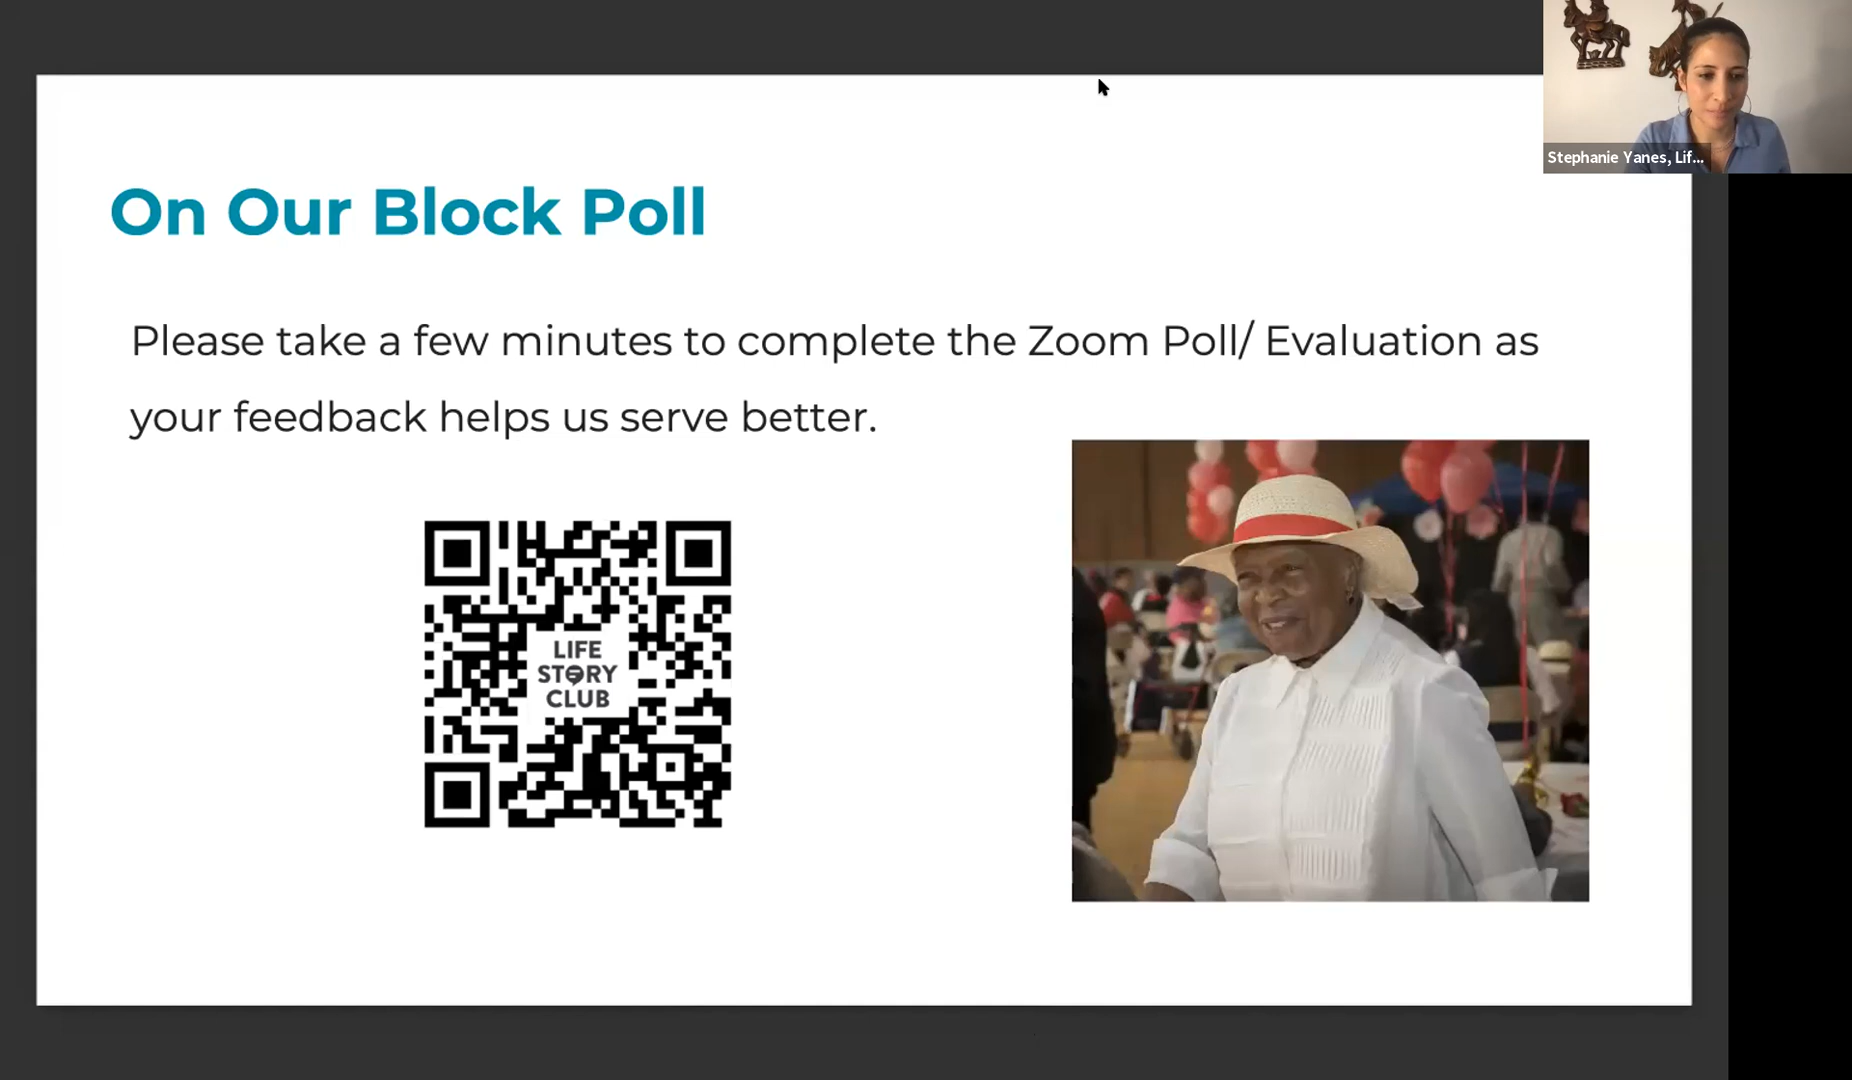 Stephanie Yanes, Lif...
On Our Block Poll
Please take a few minutes to complete the Zoom Poll/ Evaluation as
your feedback helps us serve better.
LIFE
STORY
CLUB